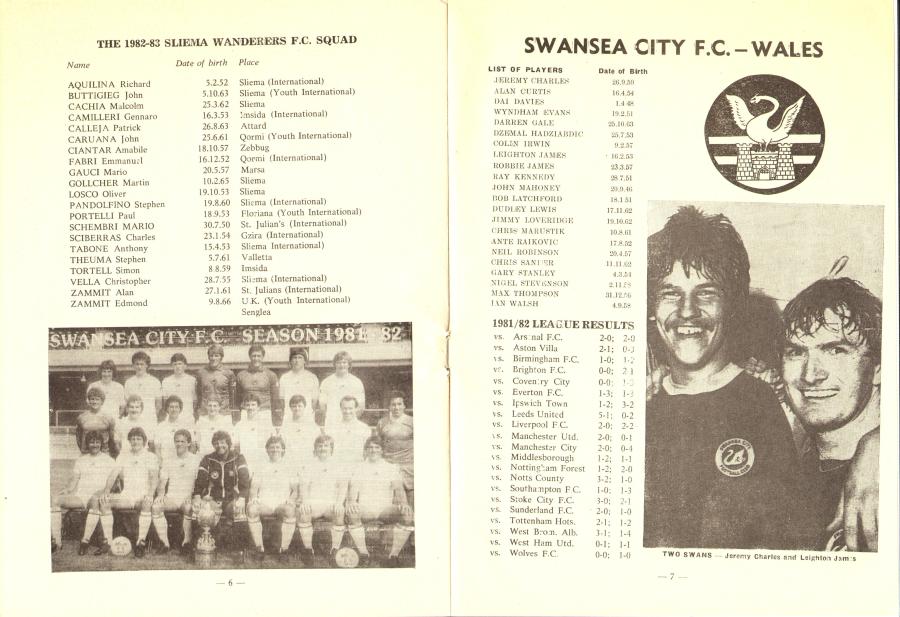 THE 1982-83 SLIEMA WANDERERS F.C. SQUAD
Name Date of birth Place
AQUILINA Richard 5.2.52 Sliema (International)
BUTTIGIEG John 5.10.63 Sliema (Youth International)
CACHIA Malcolm 25.3.62 Sliema
CAMILLERI Gennaro 16.3.53 Imsida (International)
CALLEJA Patrick 26.8.63 Attard
CARUANA John 25.6.61 Qormi (Youth International)
CIANTAR Amabile 18.10.57 Zebbug
FABRI Emmanuel 16.12.52 Qormi (International)
GAUCI Mario 20.5.57 Marsa
GOLLCHER Martin 10.2.65 Sliema
LOSCO Oliver 19.10.53 Sliema
PANDOLFINO Stephen 19.8.60 Sliema (International)
PORTELLI Paul 18.9.53 Floriana (Youth International)
SCHEMBRI MARIO 30.7.50 St. Julian's (International)
SCIBERRAS Charles 23.1.54 Gzira (International)
TABONE Anthony 15.4.53 Sliema International)
THEUMA Stephen 5.7.61 Valletta
TORTELL Simon 8.8.59 Imsida
VELLA Christopher 28.7.55 Sliema (International)
ZAMMIT Alan 27.1.61 St. Julians (International)
ZAMMIT Edmond 9.8.66 U.K. (Youth International)
Senglea
SWANSEA CITY F.C. SEASON 1981-82
— 6 —
SWANSEA CITY F.C. – WALES
LIST OF PLAYERS Date of Birth
JEREMY CHARLES 26.9.59
ALAN CURTIS 16.4.54
DAI DAVIES 1.4 48
WYNDHAM EVANS 19.2.51
DARREN GALE 25.10.63
DZEMAL HADZIABDIC 25.7.53
COLIN IRWIN 9.2.57
LEIGHTON JAMES 16.2.53
ROBBIE JAMES 23.3.57
RAY KENNEDY 28 7.51
JOHN MAHONEY 20.9.46
BOB LATCHFORD 18.1 51
DUDLEY LEWIS 17.11.62
JIMMY LOVERIDGE 19.10.62
CHRIS MARUSTIK 10.8.61
ANTE RAJKOVIC 17.8.52
NEIL ROBINSON 20.4.57
CHRIS SANDER 11.11.62
GARY STANLEY 4.3.54
NIGEL STEVENSON 2.11.58
MAX THOMPSON 31.12.56
IAN WALSH 4.9.58
1981/82 LEAGUE RESULTS
vs. Arsenal F.C. 2-0; 2-0
vs. Aston Villa 2-1;
vs. Birmingham F.C. 1-0; 1-2
vs. Brighton F.C. 0-0; 2-1
vs. Coventry City 0-0;
vs. Everton F.C. 1-3; 1-3
vs. Ipswich Town 1-2; 3-2
vs. Leeds United 5-1; 0-2
vs. Liverpool F.C. 2-0; 2-2
vs. Manchester Utd. 2-0; 0-1
vs. Manchester City 2-0; 0-4
vs. Middlesborough 1-2; 1-1
vs. Nottingham Forest 1-2; 2-0
vs. Notts County 3-2; 1-0
vs. Southampton F.C. 1-0; 1-3
vs. Stoke City F.C. 3-0; 2-1
vs. Sunderland F.C. 2-0; 1-0
vs. Tottenham Hots. 2-1; 1-2
vs. West Brom. Alb. 3-1; 1-4
vs. West Ham Utd. 0-1; 1-1
vs. Wolves F.C. 0-0; 1-0
TWO SWANS — Jeremy Charles and Leighton James
— 7 —